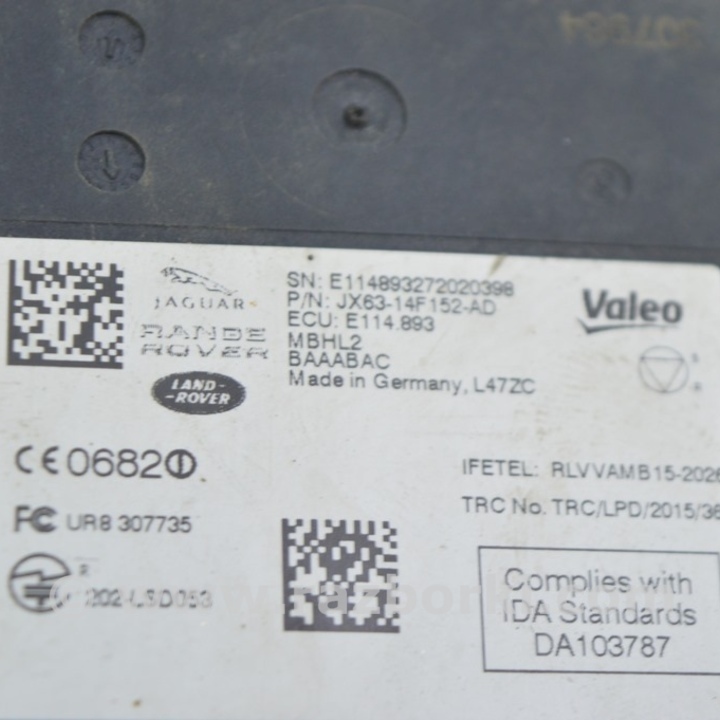 JAGUAR
RANGE
ROVER
LAND-
-ROVER
SN: E114893272020398
P/N: JX63-14F152-AD
ECU: E114.893
MBHL2
BAAABAC
Made in Germany, L47ZC
Valeo
CE0682
FC UR8 307735
R
IFETEL: RLVVAMB15-2026
TRC No. TRC/LPD/2015/36
Complies with
IDA Standards
DA103787